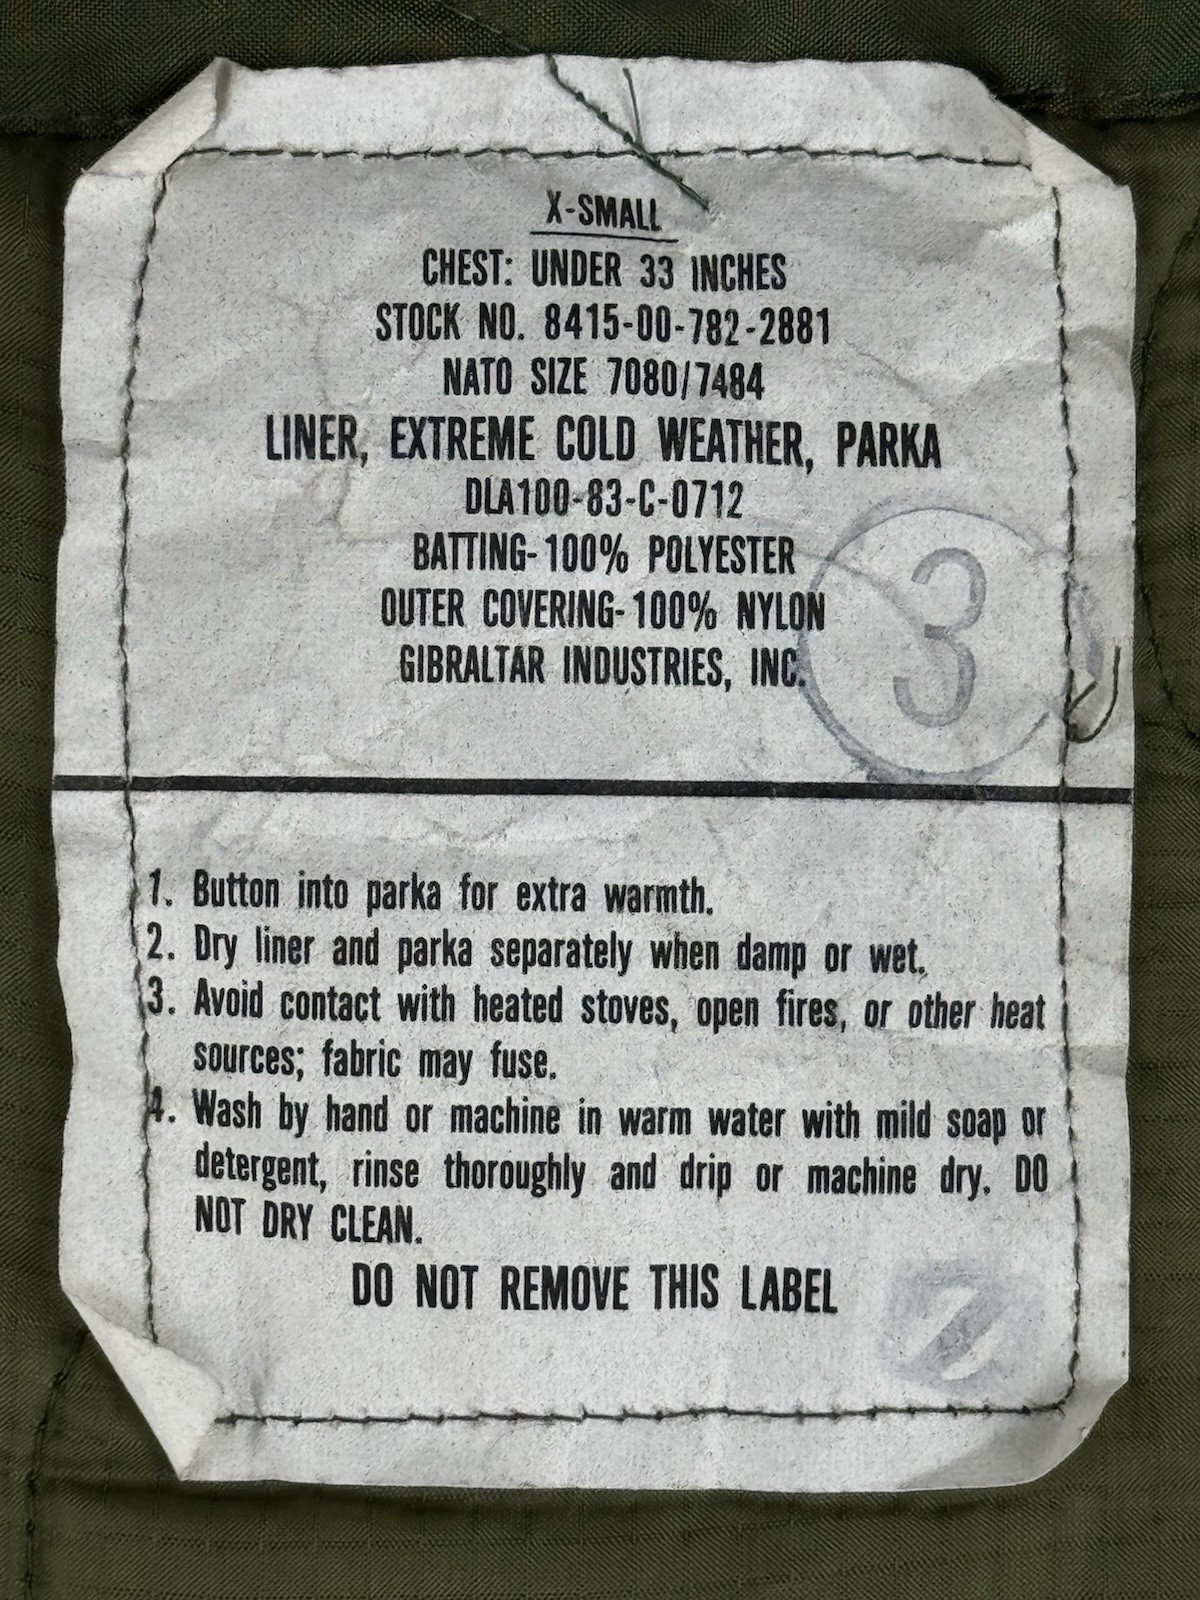 X-SMALL
CHEST: UNDER 33 INCHES
STOCK NO. 8415-00-782-2881
NATO SIZE 7080/7484
LINER, EXTREME COLD WEATHER, PARKA
DLA100-83-C-0712
BATTING-100% POLYESTER
OUTER COVERING-100% NYLON
GIBRALTAR INDUSTRIES, INC.
3
1. Button into parka for extra warmth.
2. Dry liner and parka separately when damp or wet.
3. Avoid contact with heated stoves, open fires, or other heat
sources; fabric may fuse.
4. Wash by hand or machine in warm water with mild soap or
detergent, rinse thoroughly and drip or machine dry. DO
NOT DRY CLEAN.
DO NOT REMOVE THIS LABEL